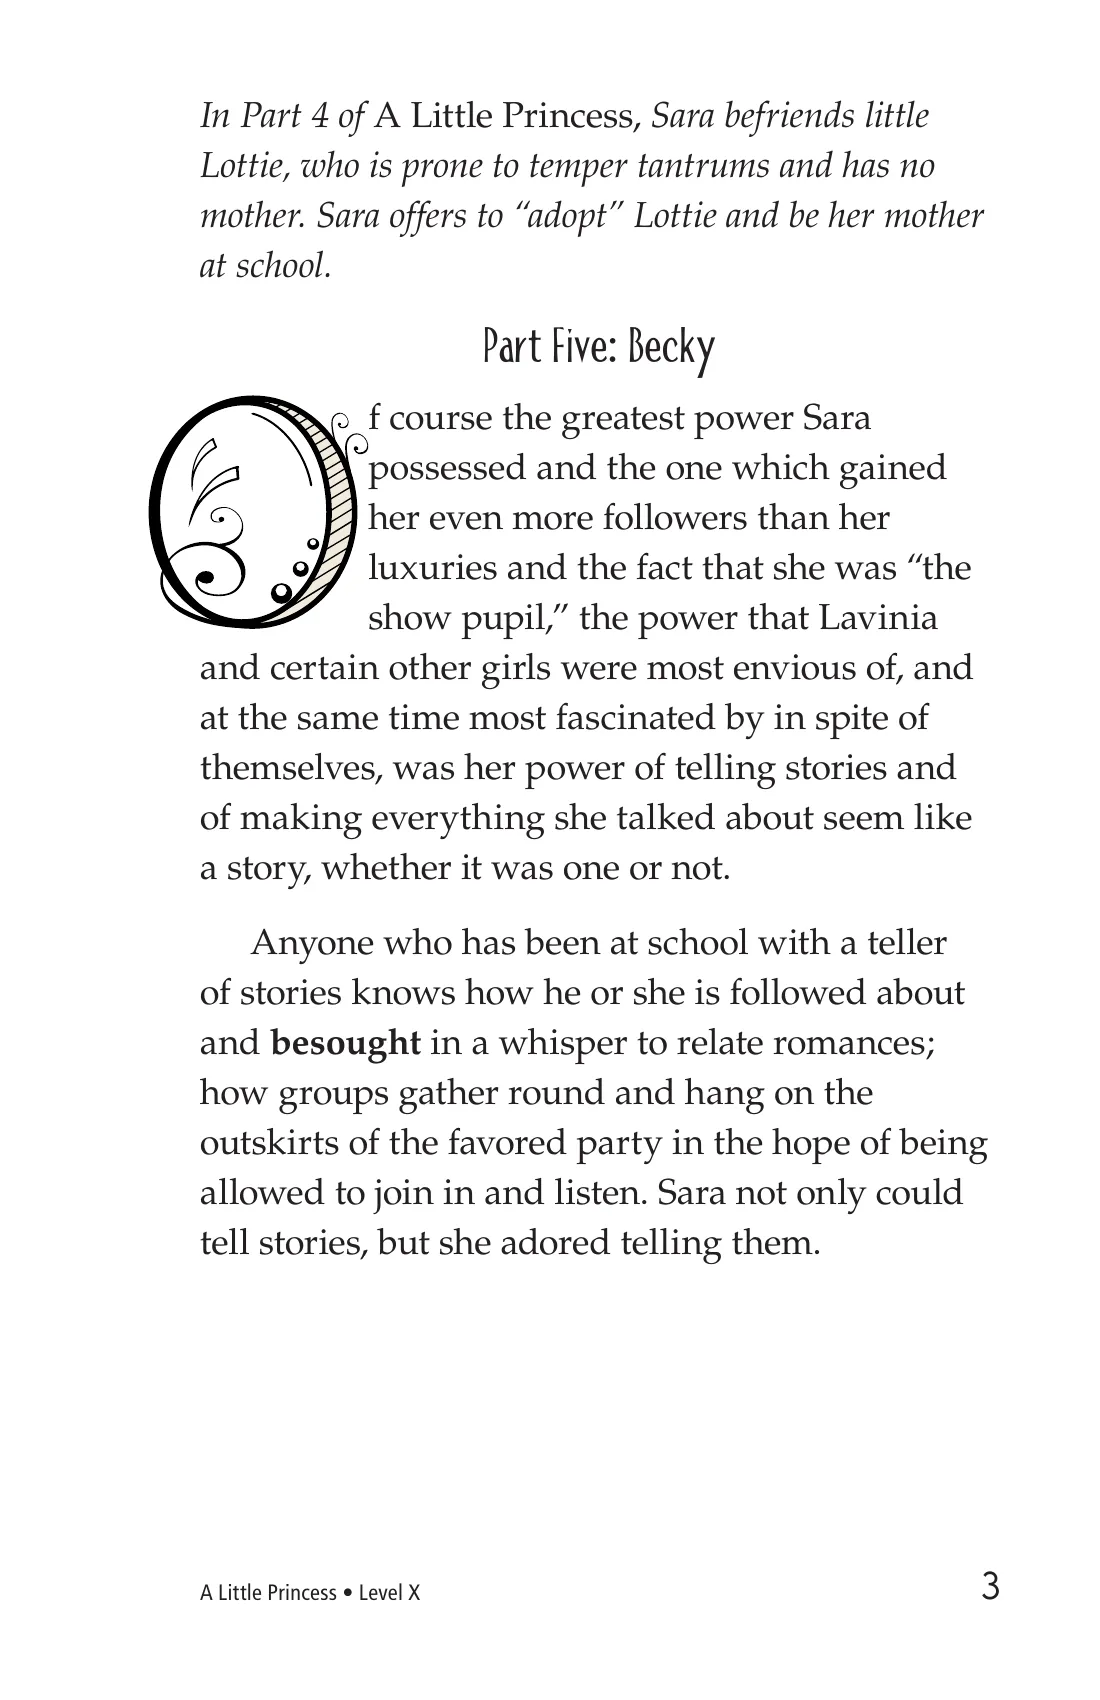 In Part 4 of A Little Princess, Sara befriends little
Lottie, who is prone to temper tantrums and has no
mother. Sara offers to “adopt” Lottie and be her mother
at school.
Part Five: Becky
Of course the greatest power Sara
possessed and the one which gained
her even more followers than her
luxuries and the fact that she was “the
show pupil,” the power that Lavinia
and certain other girls were most envious of, and
at the same time most fascinated by in spite of
themselves, was her power of telling stories and
of making everything she talked about seem like
a story, whether it was one or not.
Anyone who has been at school with a teller
of stories knows how he or she is followed about
and besought in a whisper to relate romances;
how groups gather round and hang on the
outskirts of the favored party in the hope of being
allowed to join in and listen. Sara not only could
tell stories, but she adored telling them.
A Little Princess • Level X
3